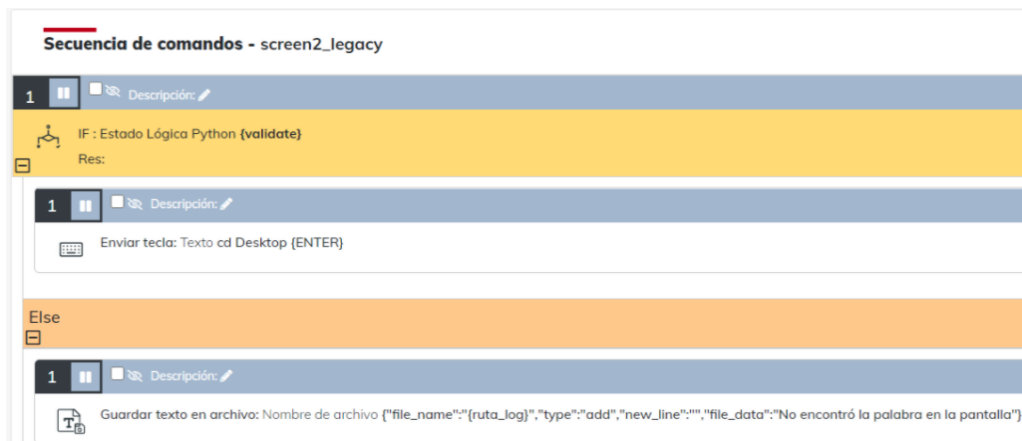 Secuencia de comandos - screen2_legacy
1 Descripción:
IF : Estado Lógica Python {validate}
Res:
1 Descripción:
Enviar tecla: Texto cd Desktop {ENTER}
Else
1 Descripción:
Guardar texto en archivo: Nombre de archivo {"file_name":"{ruta_log}","type":"add","new_line":"","file_data":"No encontró la palabra en la pantalla"}